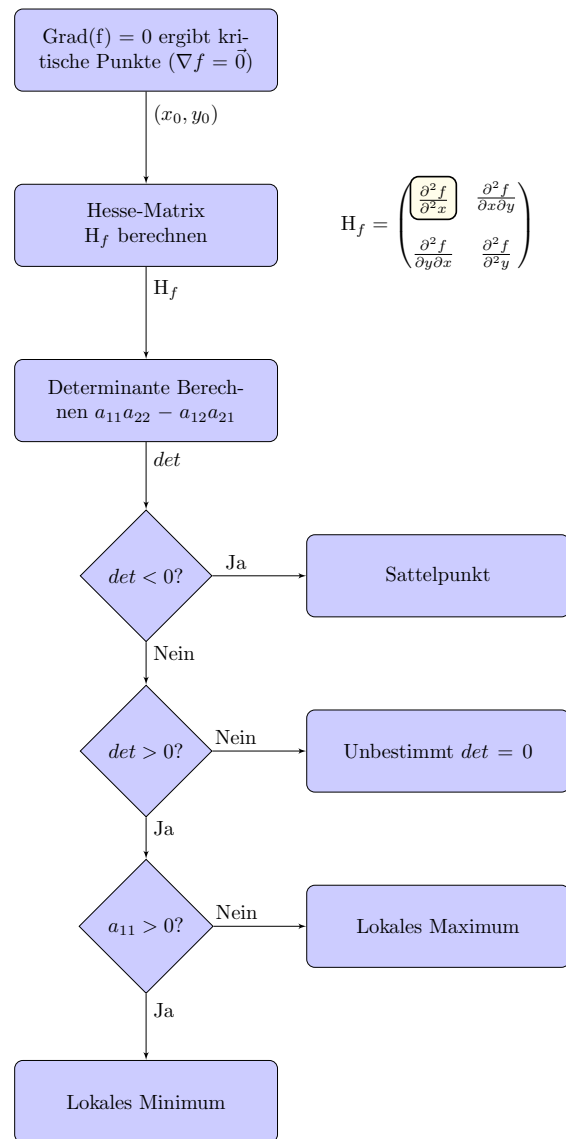 Grad(f) = 0 ergibt kri-
tische Punkte (∇f = 0⃗)
(x₀, y₀)
Hesse-Matrix
H_f berechnen
H_f = ( ∂²f/∂²x ∂²f/∂x∂y
∂²f/∂y∂x ∂²f/∂²y )
H_f
Determinante Berech-
nen a₁₁a₂₂ − a₁₂a₂₁
det
det < 0?
Ja
Sattelpunkt
Nein
det > 0?
Nein
Unbestimmt det = 0
Ja
a₁₁ > 0?
Nein
Lokales Maximum
Ja
Lokales Minimum